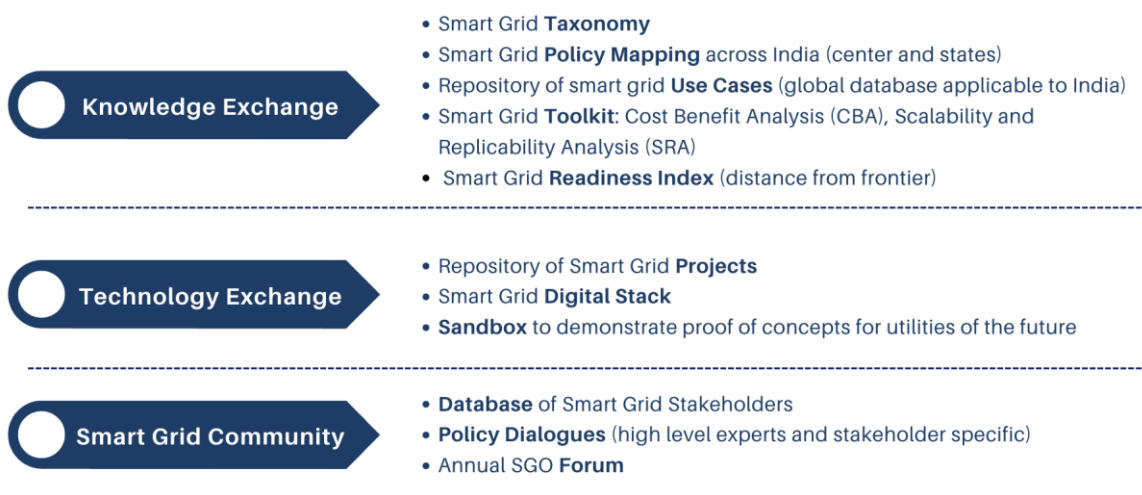 Knowledge Exchange
• Smart Grid Taxonomy
• Smart Grid Policy Mapping across India (center and states)
• Repository of smart grid Use Cases (global database applicable to India)
• Smart Grid Toolkit: Cost Benefit Analysis (CBA), Scalability and
Replicability Analysis (SRA)
• Smart Grid Readiness Index (distance from frontier)
Technology Exchange
• Repository of Smart Grid Projects
• Smart Grid Digital Stack
• Sandbox to demonstrate proof of concepts for utilities of the future
Smart Grid Community
• Database of Smart Grid Stakeholders
• Policy Dialogues (high level experts and stakeholder specific)
• Annual SGO Forum